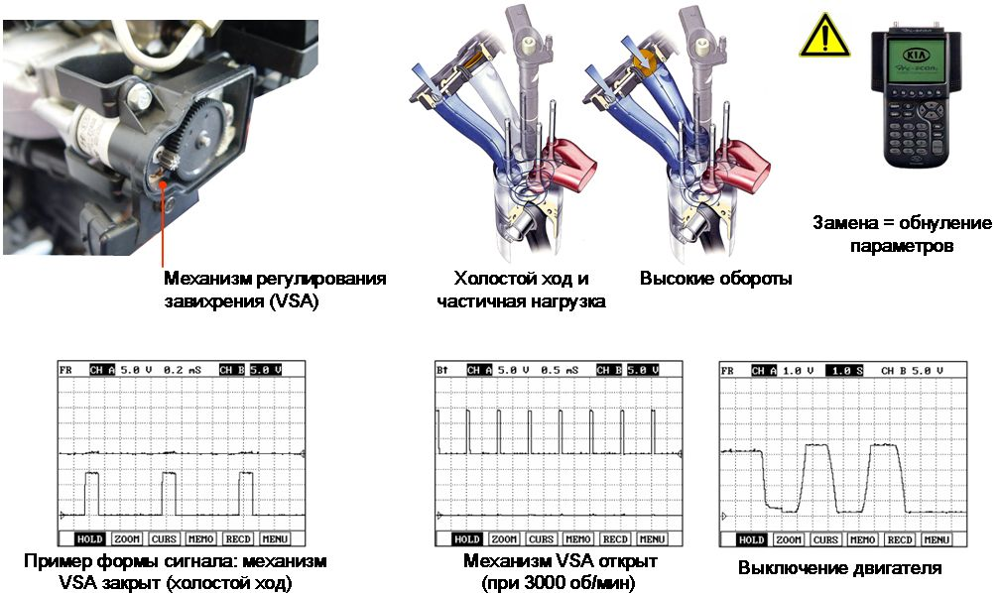 KIA
Hi-scan
Замена = обнуление
параметров
Механизм регулирования
завихрения (VSA)
Холостой ход и
частичная нагрузка
Высокие обороты
FR CH A 5.0 V 0.2 mS CH B 5.0 V
HOLD ZOOM CURS MEMO RECD MENU
Пример формы сигнала: механизм
VSA закрыт (холостой ход)
B↑ CH A 5.0 V 0.5 mS CH B 5.0 V
HOLD ZOOM CURS MEMO RECD MENU
Механизм VSA открыт
(при 3000 об/мин)
FR CH A 1.0 V 1.0 S CH B 5.0 V
HOLD ZOOM CURS MEMO RECD MENU
Выключение двигателя